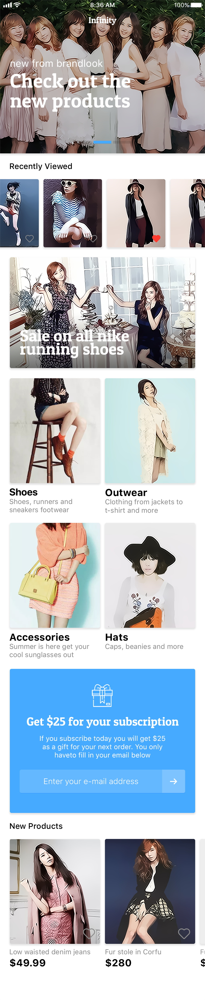 8:36 AM
100%
Infinity
new from brandlook
Check out the
new products
Recently Viewed
Sale on all nike
running shoes
Shoes
Shoes, runners and
sneakers footwear
Outwear
Clothing from jackets to
t-shirt and more
Accessories
Summer is here get your
cool sunglasses out
Hats
Caps, beanies and more
Get $25 for your subscription
If you subscribe today you will get $25
as a gift for your next order. You only
haveto fill in your email below
Enter your e-mail address
New Products
Low waisted denim jeans
$49.99
Fur stole in Corfu
$280